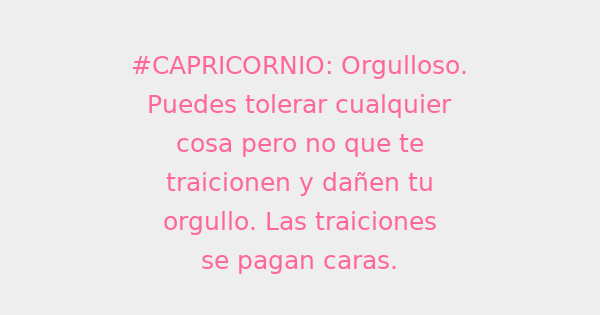 #CAPRICORNIO: Orgulloso.
Puedes tolerar cualquier
cosa pero no que te
traicionen y dañen tu
orgullo. Las traiciones
se pagan caras.